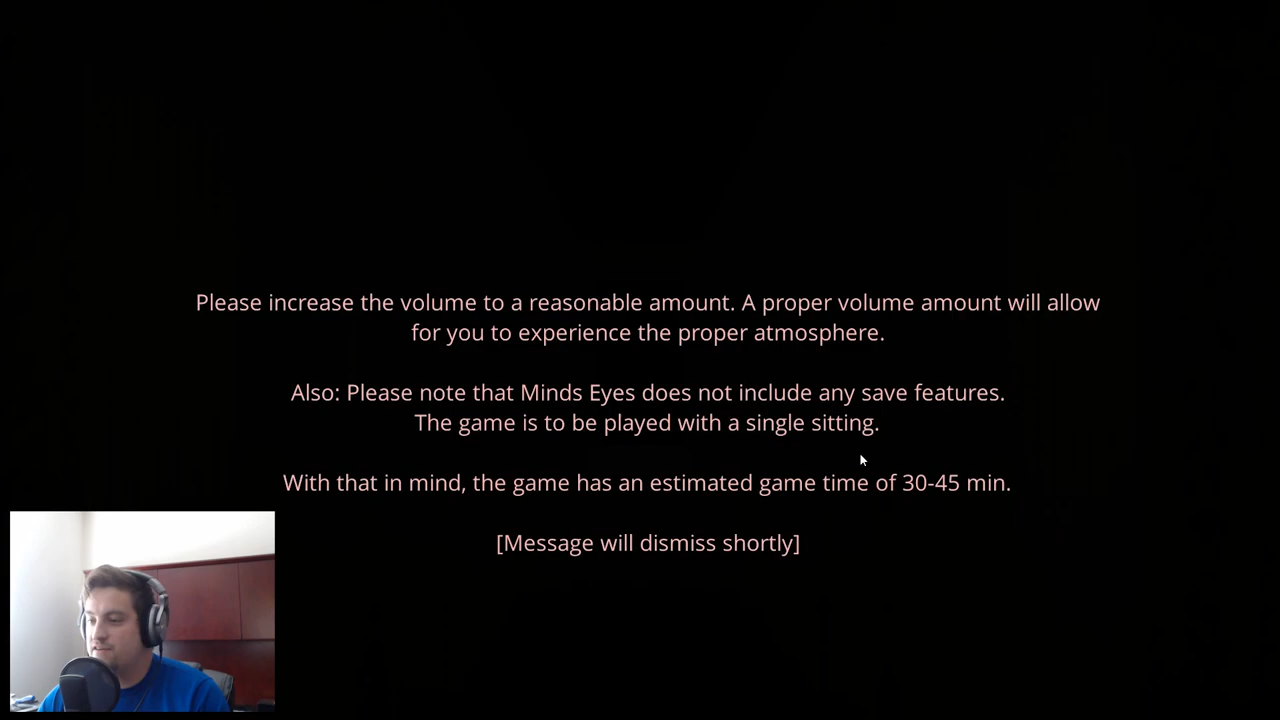 Please increase the volume to a reasonable amount. A proper volume amount will allow
for you to experience the proper atmosphere.
Also: Please note that Minds Eyes does not include any save features.
The game is to be played with a single sitting.
With that in mind, the game has an estimated game time of 30-45 min.
[Message will dismiss shortly]